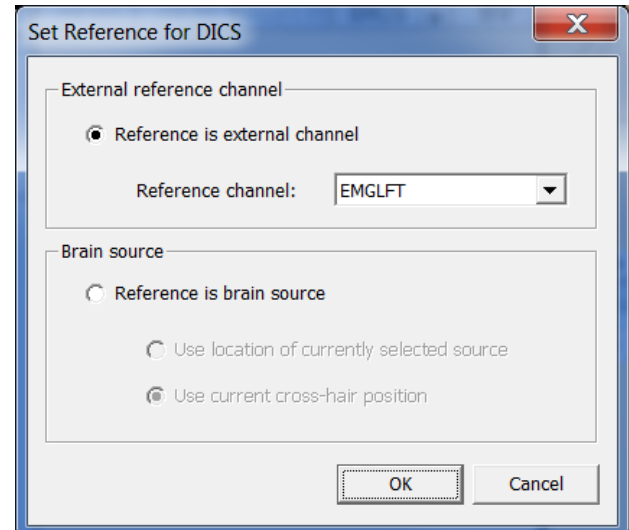 Set Reference for DICS
External reference channel
Reference is external channel
Reference channel: EMGLFT
Brain source
Reference is brain source
Use location of currently selected source
Use current cross-hair position
OK Cancel